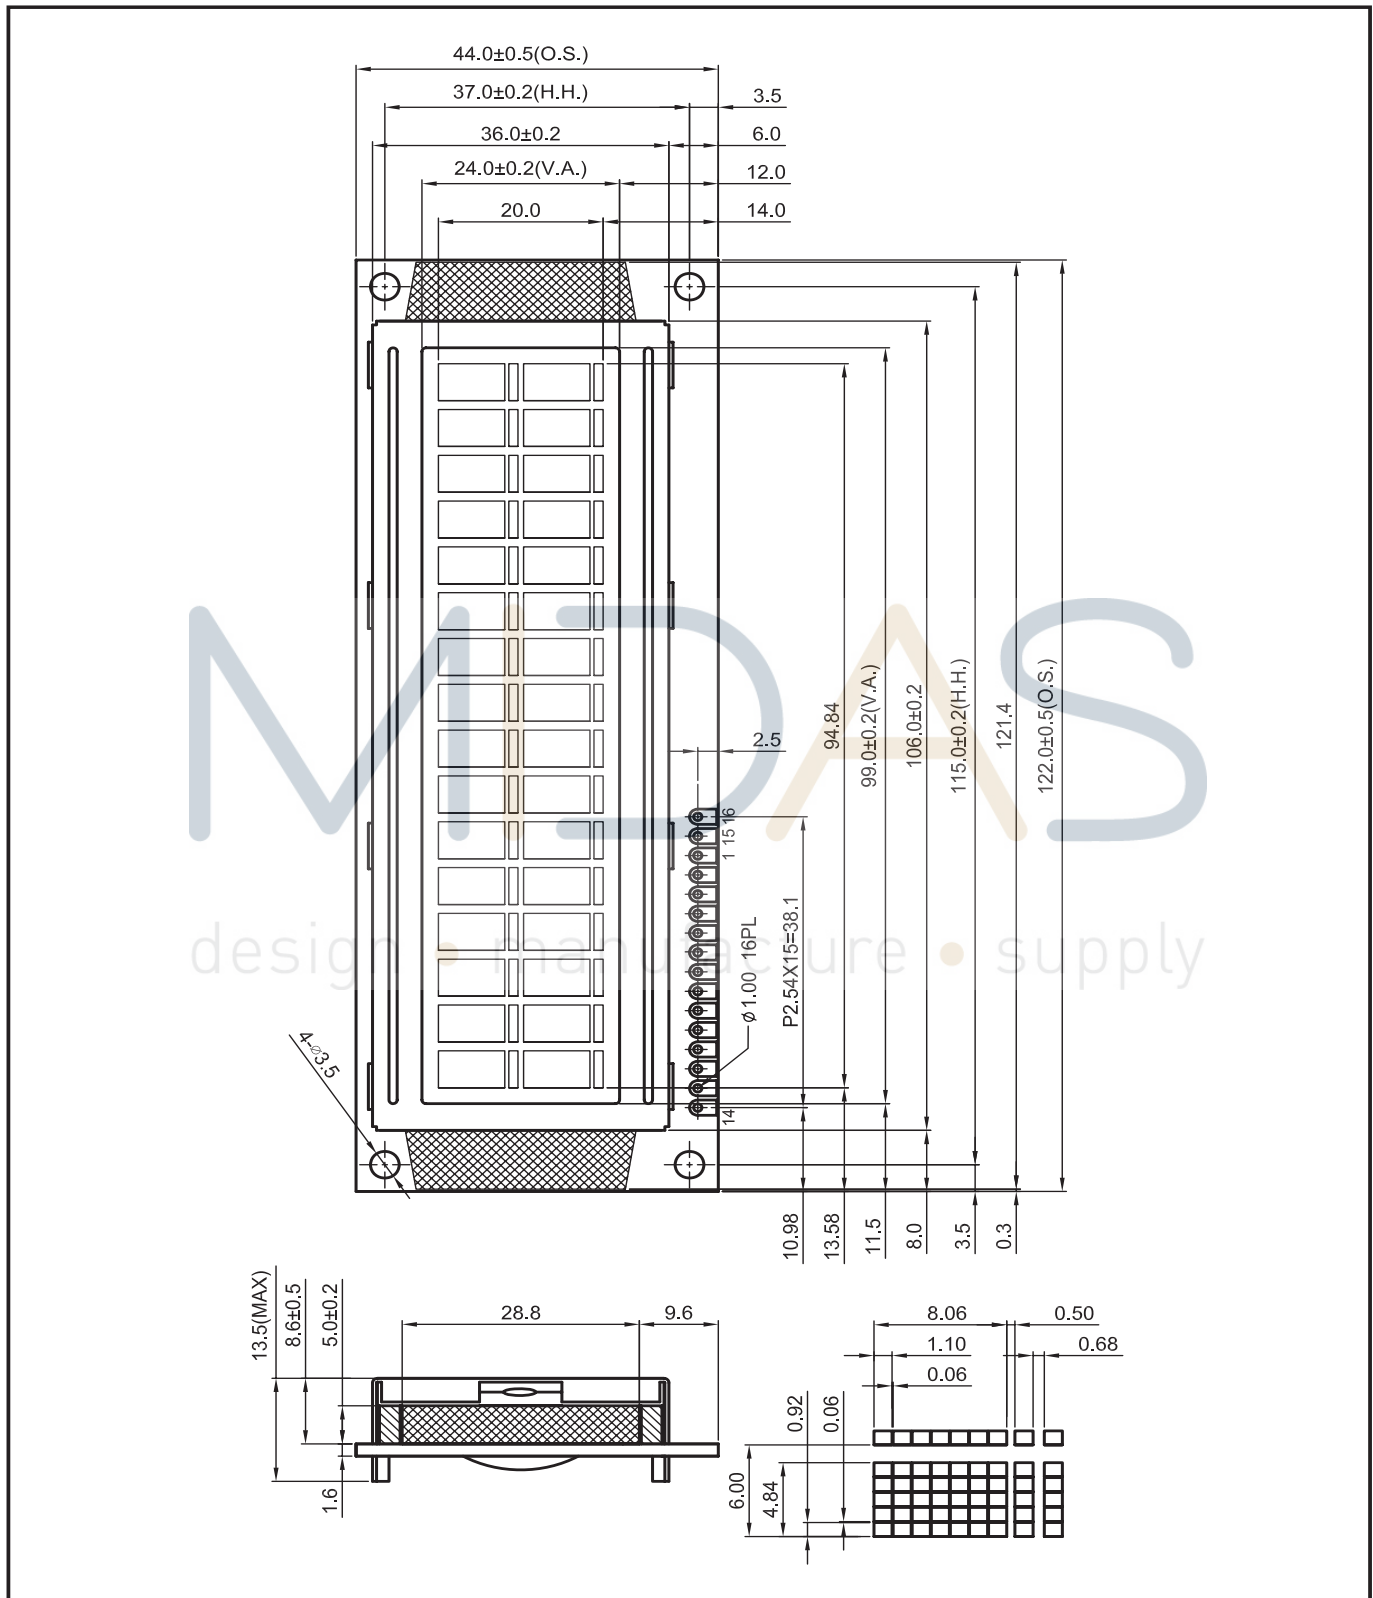 44.0±0.5(O.S.)
37.0±0.2(H.H.)
3.5
36.0±0.2
6.0
24.0±0.2(V.A.)
12.0
20.0
14.0
MIDAS
design • manufacture • supply
2.5
94.84
99.0±0.2(V.A.)
106.0±0.2
115.0±0.2(H.H.)
121.4
122.0±0.5(O.S.)
1 15 16
ø1.00 16PL
P2.54X15=38.1
4-⌀3.5
14
10.98
13.58
11.5
8.0
3.5
0.3
13.5(MAX)
8.6±0.5
5.0±0.2
1.6
28.8
9.6
8.06
0.50
1.10
0.68
0.06
0.92
0.06
6.00
4.84